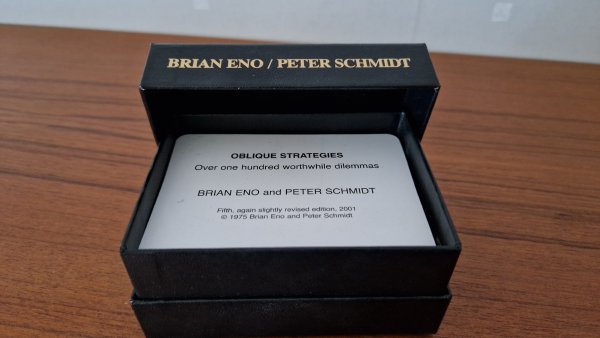 BRIAN ENO / PETER SCHMIDT
OBLIQUE STRATEGIES
Over one hundred worthwhile dilemmas
BRIAN ENO and PETER SCHMIDT
Fifth, again slightly revised edition, 2001
© 1975 Brian Eno and Peter Schmidt